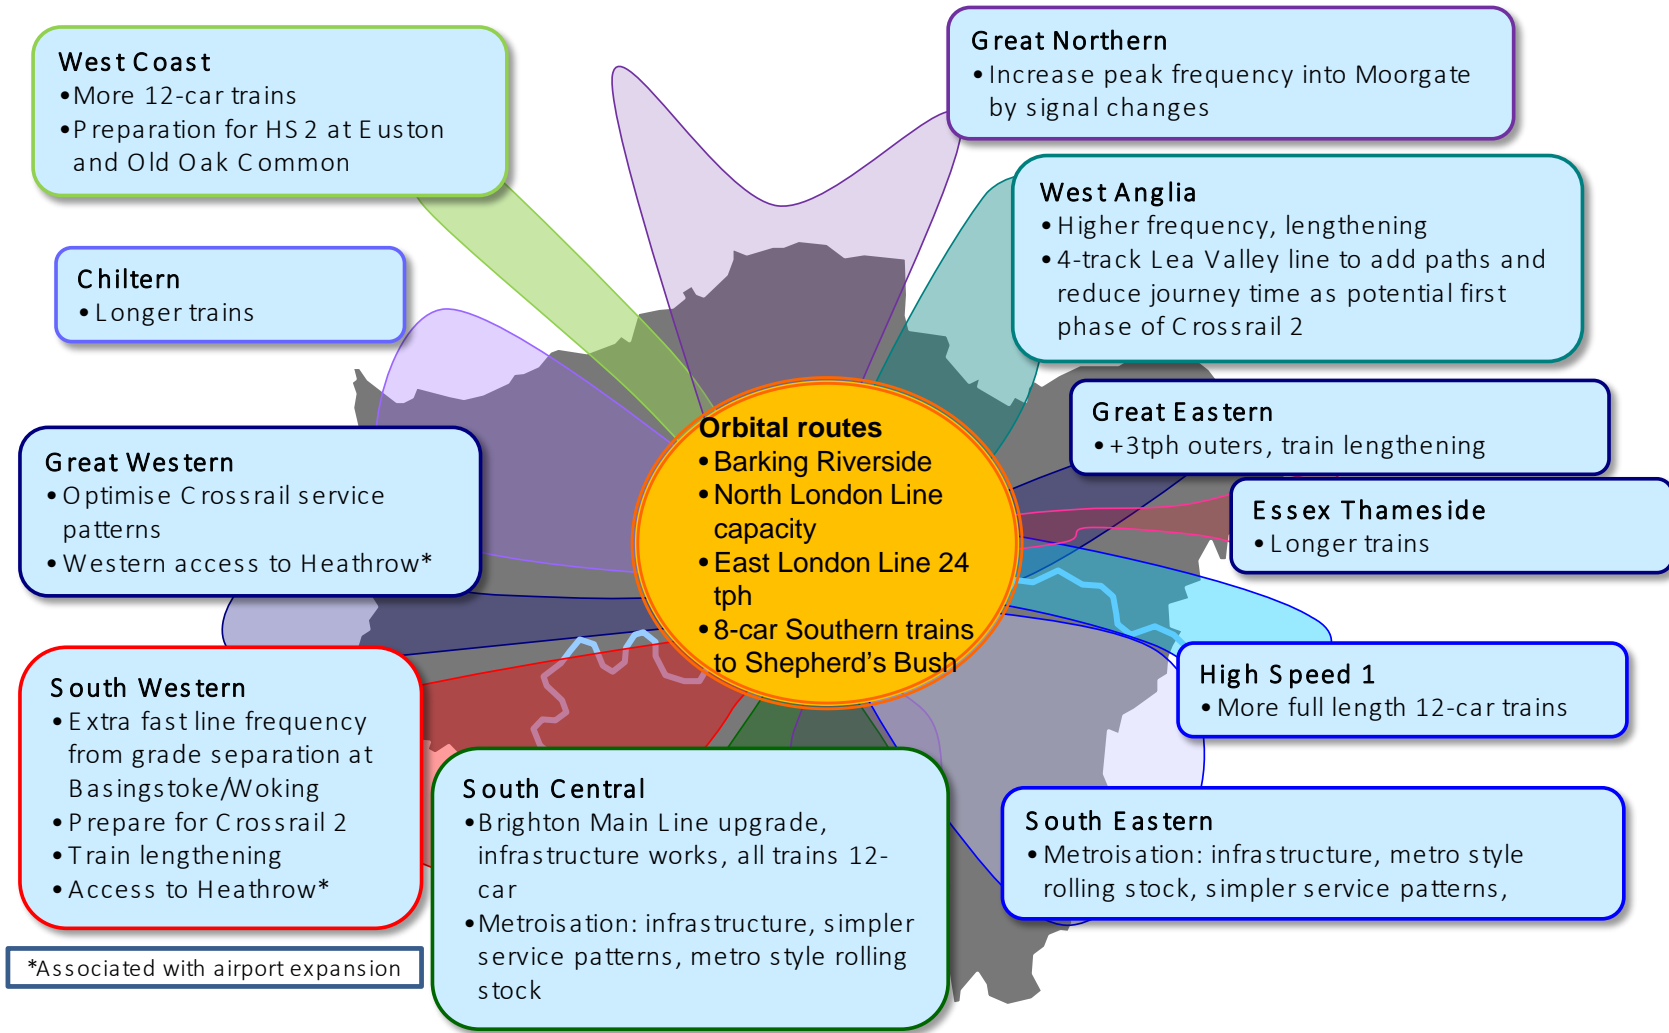 West Coast
•More 12-car trains
•Preparation for HS2 at Euston
and Old Oak Common
Great Northern
•Increase peak frequency into Moorgate
by signal changes
West Anglia
•Higher frequency, lengthening
•4-track Lea Valley line to add paths and
reduce journey time as potential first
phase of Crossrail 2
Chiltern
•Longer trains
Great Eastern
•+3tph outers, train lengthening
Orbital routes
•Barking Riverside
•North London Line
capacity
•East London Line 24
tph
•8-car Southern trains
to Shepherd's Bush
Great Western
•Optimise Crossrail service
patterns
•Western access to Heathrow*
Essex Thameside
•Longer trains
High Speed 1
•More full length 12-car trains
South Western
•Extra fast line frequency
from grade separation at
Basingstoke/Woking
•Prepare for Crossrail 2
•Train lengthening
•Access to Heathrow*
South Central
•Brighton Main Line upgrade,
infrastructure works, all trains 12-
car
•Metroisation: infrastructure, simpler
service patterns, metro style rolling
stock
South Eastern
•Metroisation: infrastructure, metro style
rolling stock, simpler service patterns,
*Associated with airport expansion